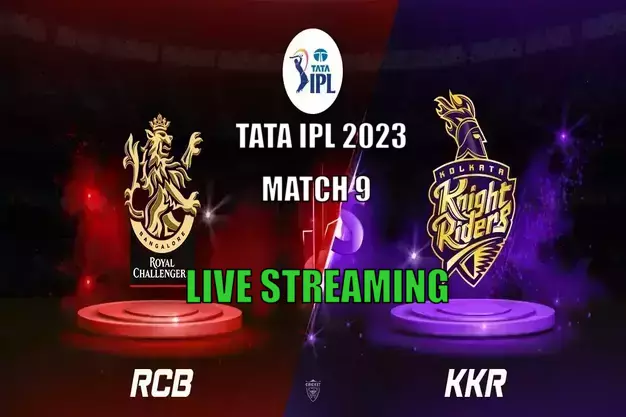 TATA
IPL
TATA IPL 2023
MATCH 9
BANGALORE
ROYAL
CHALLENGER
KOLKATA
Knight
Riders
LIVE STREAMING
RCB
KKR